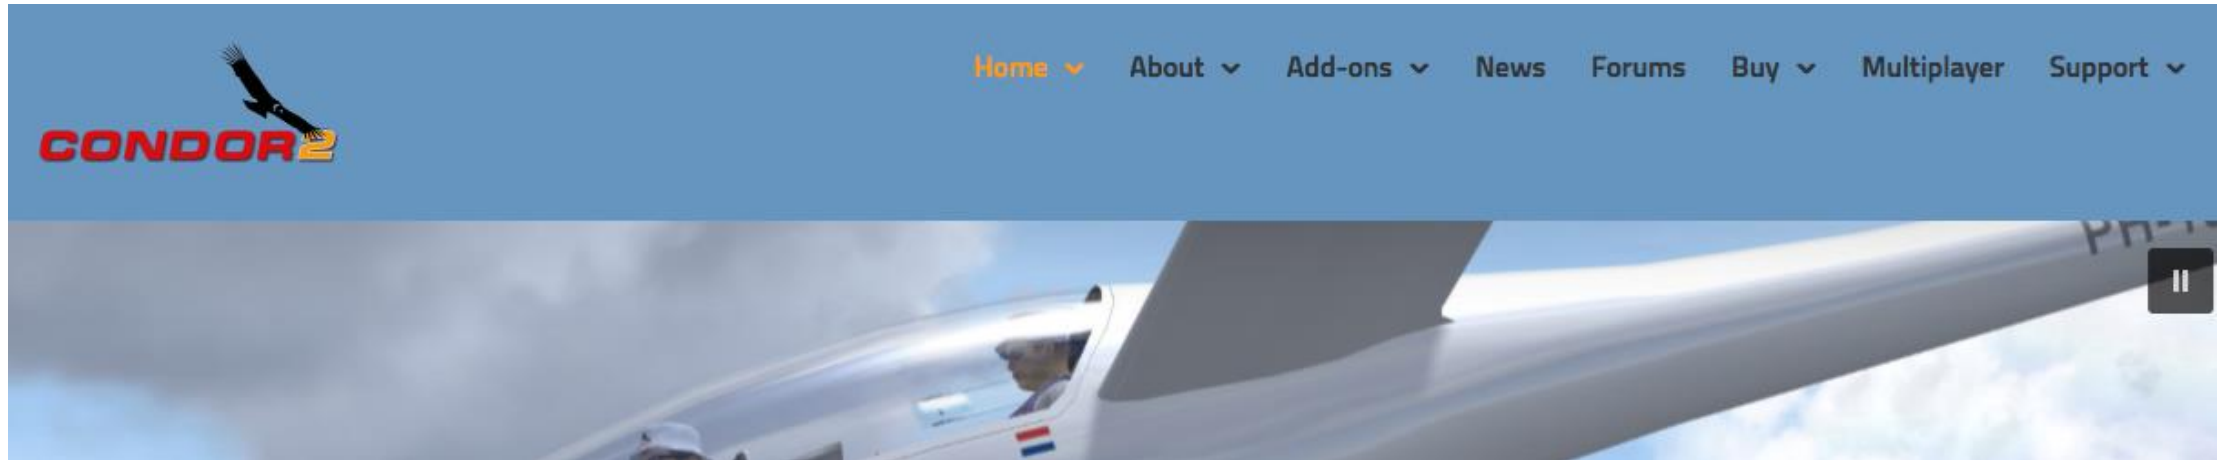 Home About Add-ons News Forums Buy Multiplayer Support
CONDOR2